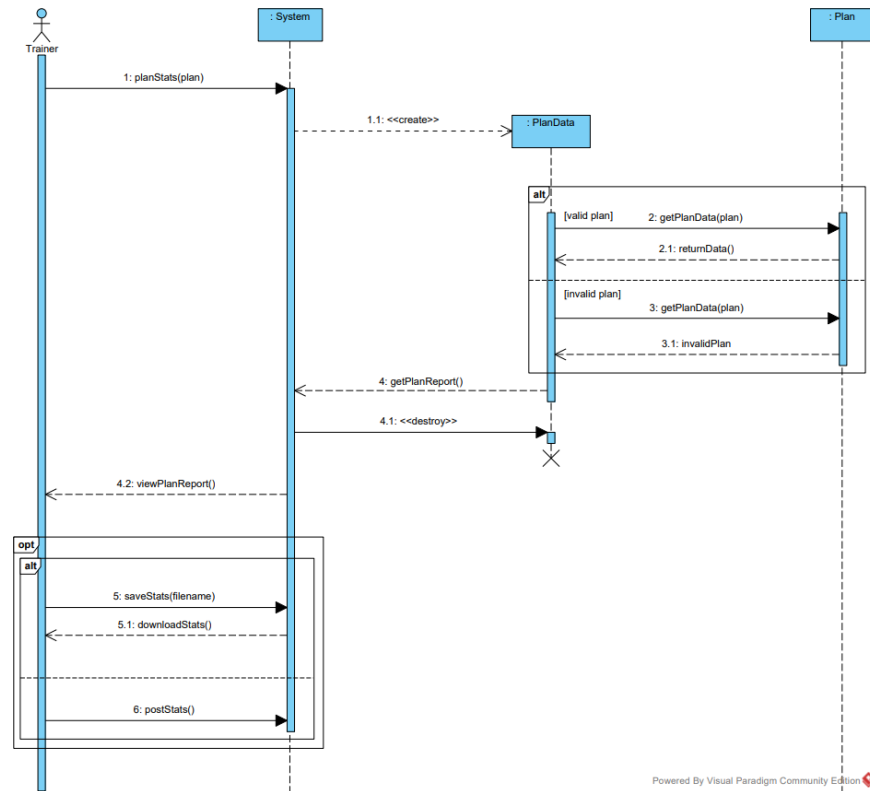 : System
: Plan
Trainer
1: planStats(plan)
1.1: <<create>>
: PlanData
alt
[valid plan]
2: getPlanData(plan)
2.1: returnData()
[invalid plan]
3: getPlanData(plan)
3.1: invalidPlan
4: getPlanReport()
4.1: <<destroy>>
4.2: viewPlanReport()
opt
alt
5: saveStats(filename)
5.1: downloadStats()
6: postStats()
Powered By Visual Paradigm Community Edition